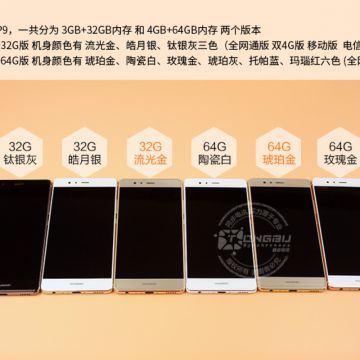 P9，一共分为 3GB+32GB内存 和 4GB+64GB内存 两个版本
32G版 机身颜色有 流光金、皓月银、钛银灰三色（全网通版 双4G版 移动版 电信
64G版 机身颜色有 琥珀金、陶瓷白、玫瑰金、琥珀灰、托帕蓝、玛瑙红六色 (全
32G 32G 32G 64G 64G 64G
钛银灰 皓月银 流光金 陶瓷白 琥珀金 玫瑰金
TONGBU